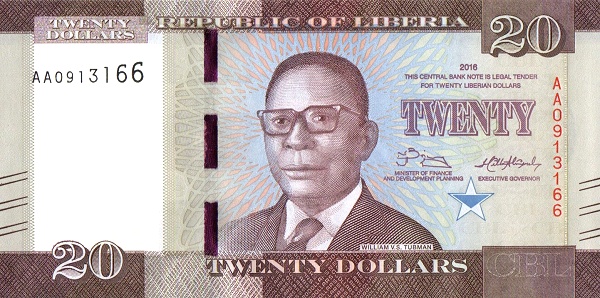 TWENTY
DOLLARS
REPUBLIC OF LIBERIA
20
AA0913166
2016
THIS CENTRAL BANK NOTE IS LEGAL TENDER
FOR TWENTY LIBERIAN DOLLARS
TWENTY
AA0913166
MINISTER OF FINANCE
AND DEVELOPMENT PLANNING
EXECUTIVE GOVERNOR
WILLIAM V.S. TUBMAN
20
TWENTY DOLLARS
CBL